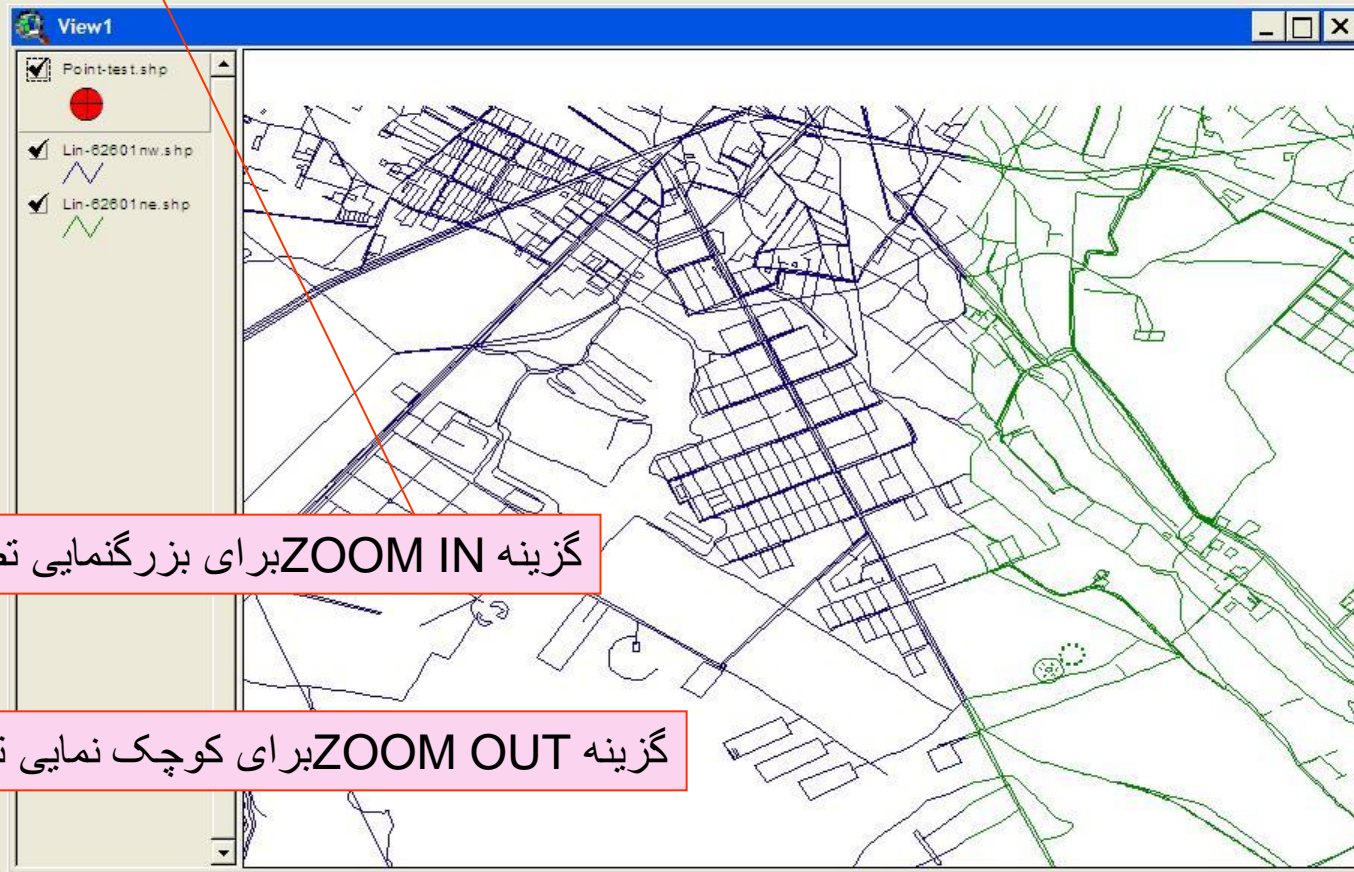 View1
Point-test.shp
Lin-62601nw.shp
Lin-62601ne.shp
گزینه ZOOM INبرای بزرگنمایی
گزینه ZOOM OUTبرای کوچک نمایی